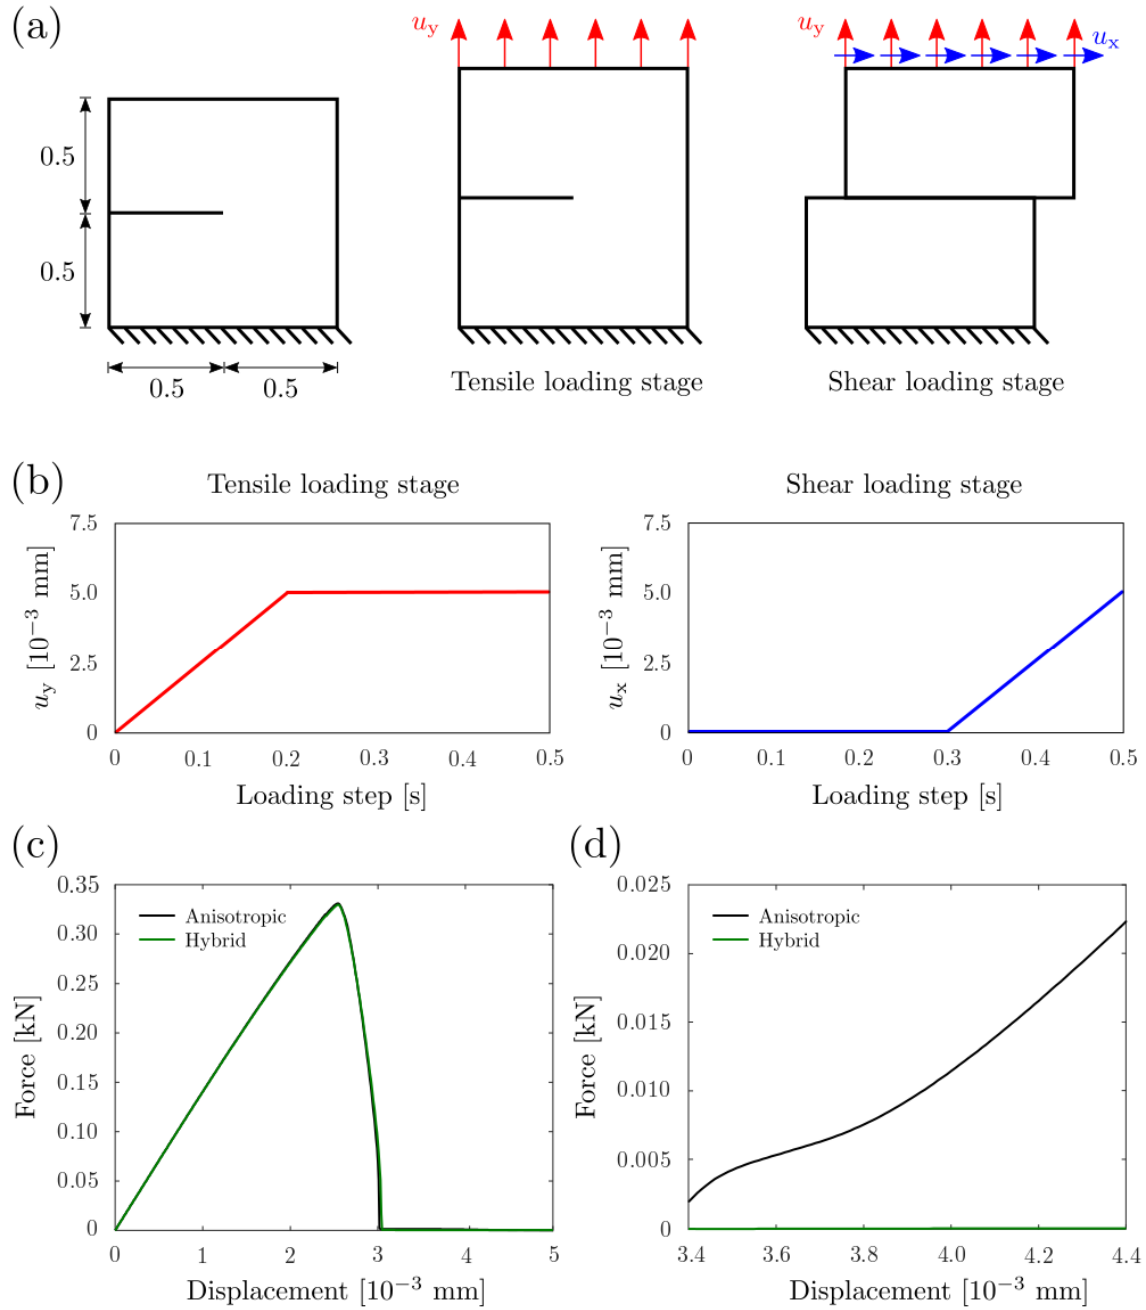 (a)
u_y
u_y
u_x
0.5
0.5
0.5
0.5
Tensile loading stage
Shear loading stage
(b)
Tensile loading stage
Shear loading stage
7.5
5.0
2.5
0
u_y [10^−3 mm]
0
0.1
0.2
0.3
0.4
0.5
Loading step [s]
7.5
5.0
2.5
0
u_x [10^−3 mm]
0
0.1
0.2
0.3
0.4
0.5
Loading step [s]
(c)
0.35
0.30
0.25
0.20
0.15
0.10
0.05
0
Force [kN]
Anisotropic
Hybrid
0
1
2
3
4
5
Displacement [10^−3 mm]
(d)
0.025
0.020
0.015
0.010
0.005
0
Force [kN]
Anisotropic
Hybrid
3.4
3.6
3.8
4.0
4.2
4.4
Displacement [10^−3 mm]